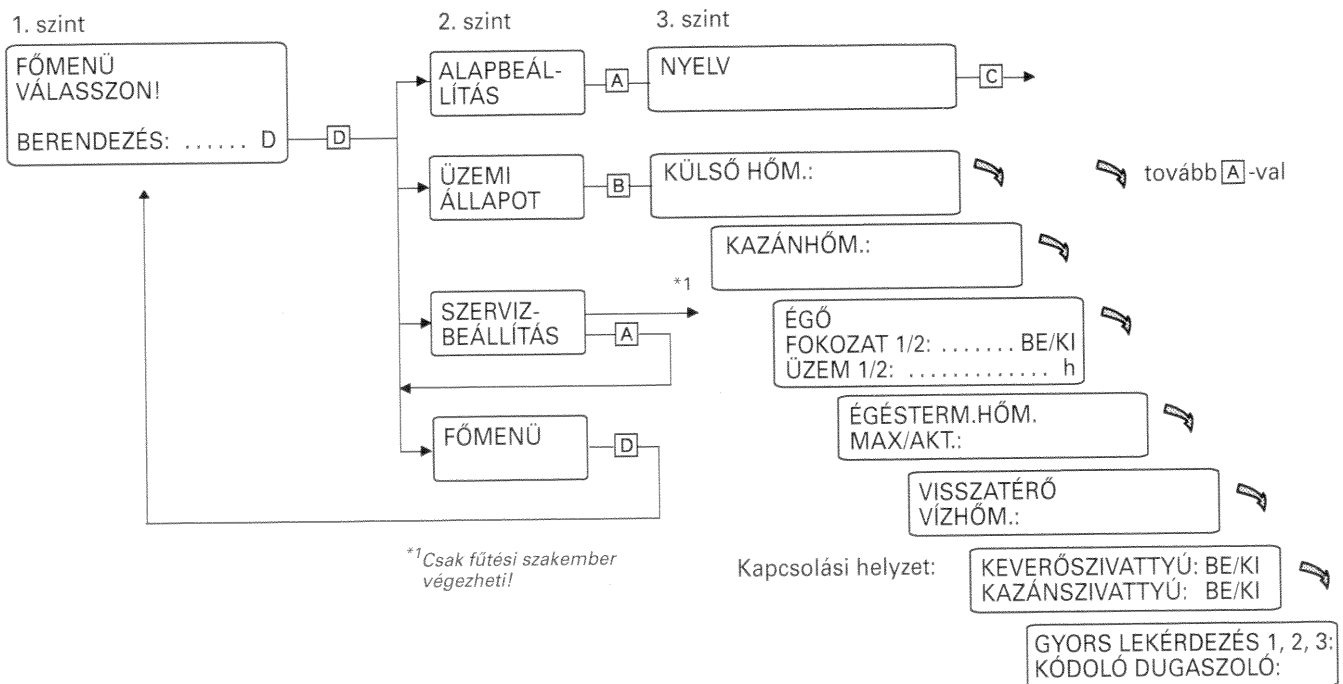 1. szint
2. szint
3. szint
FŐMENÜ
VÁLASSZON!
BERENDEZÉS: ...... D
D
ALAPBEÁL-
LÍTÁS
A
NYELV
C
ÜZEMI
ÁLLAPOT
B
KÜLSŐ HŐM.:
tovább A -val
KAZÁNHŐM.:
SZERVIZ-
BEÁLLÍTÁS
*1
A
ÉGŐ
FOKOZAT 1/2: ....... BE/KI
ÜZEM 1/2: ............. h
FŐMENÜ
D
ÉGÉSTERM.HŐM.
MAX/AKT.:
VISSZATÉRŐ
VÍZHŐM.:
*1Csak fűtési szakember
végezheti!
Kapcsolási helyzet:
KEVERŐSZIVATTYÚ: BE/KI
KAZÁNSZIVATTYÚ: BE/KI
GYORS LEKÉRDEZÉS 1, 2, 3:
KÓDOLÓ DUGASZOLÓ: